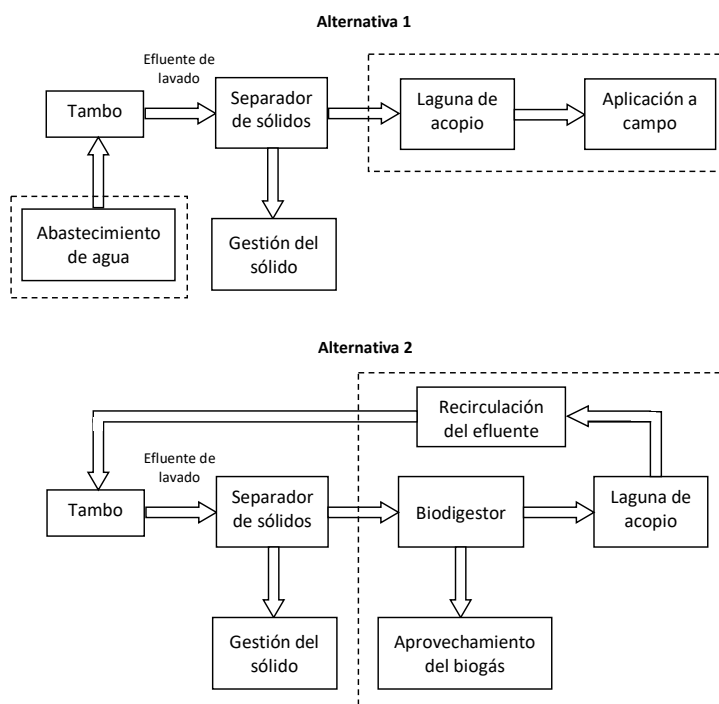 Alternativa 1
Efluente de
lavado
Tambo
Separador
de sólidos
Laguna de
acopio
Aplicación a
campo
Abastecimiento
de agua
Gestión del
sólido
Alternativa 2
Recirculación
del efluente
Efluente de
lavado
Tambo
Separador
de sólidos
Biodigestor
Laguna de
acopio
Gestión del
sólido
Aprovechamiento
del biogás